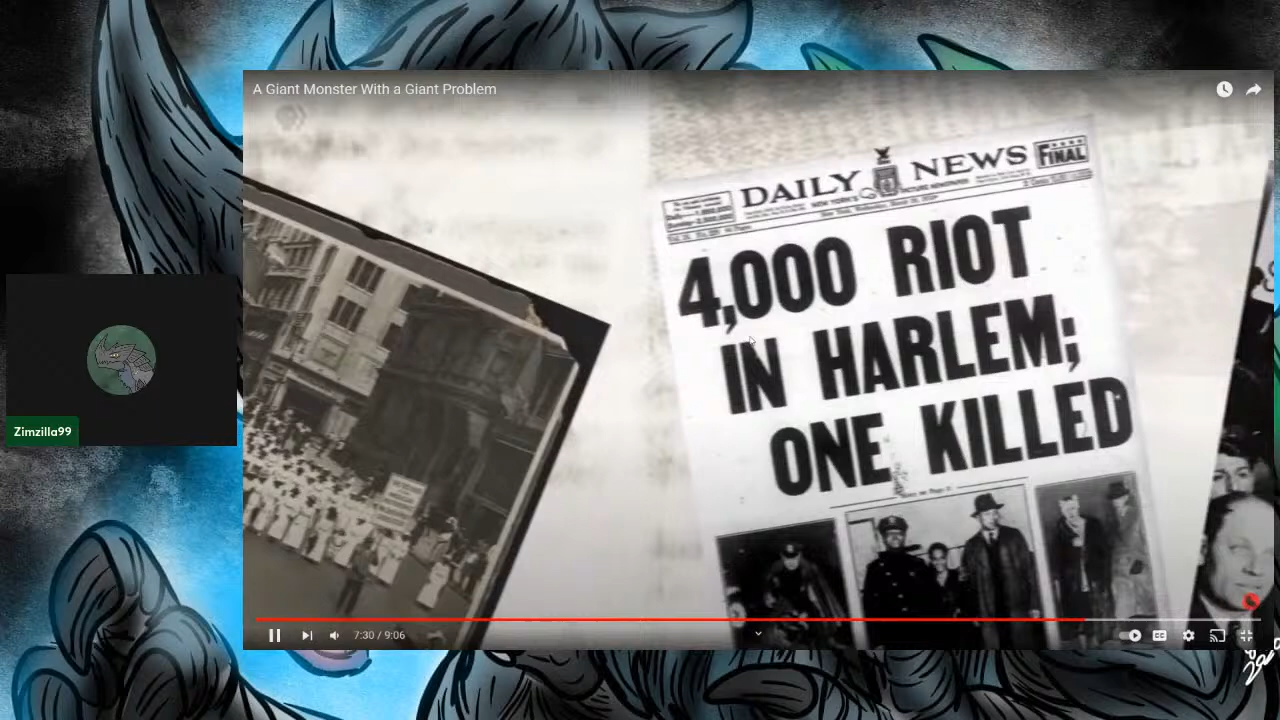 A Giant Monster With a Giant Problem
DAILY NEWS FINAL
4,000 RIOT
IN HARLEM;
ONE KILLED
Zimzilla99
7:30 / 9:06
CC